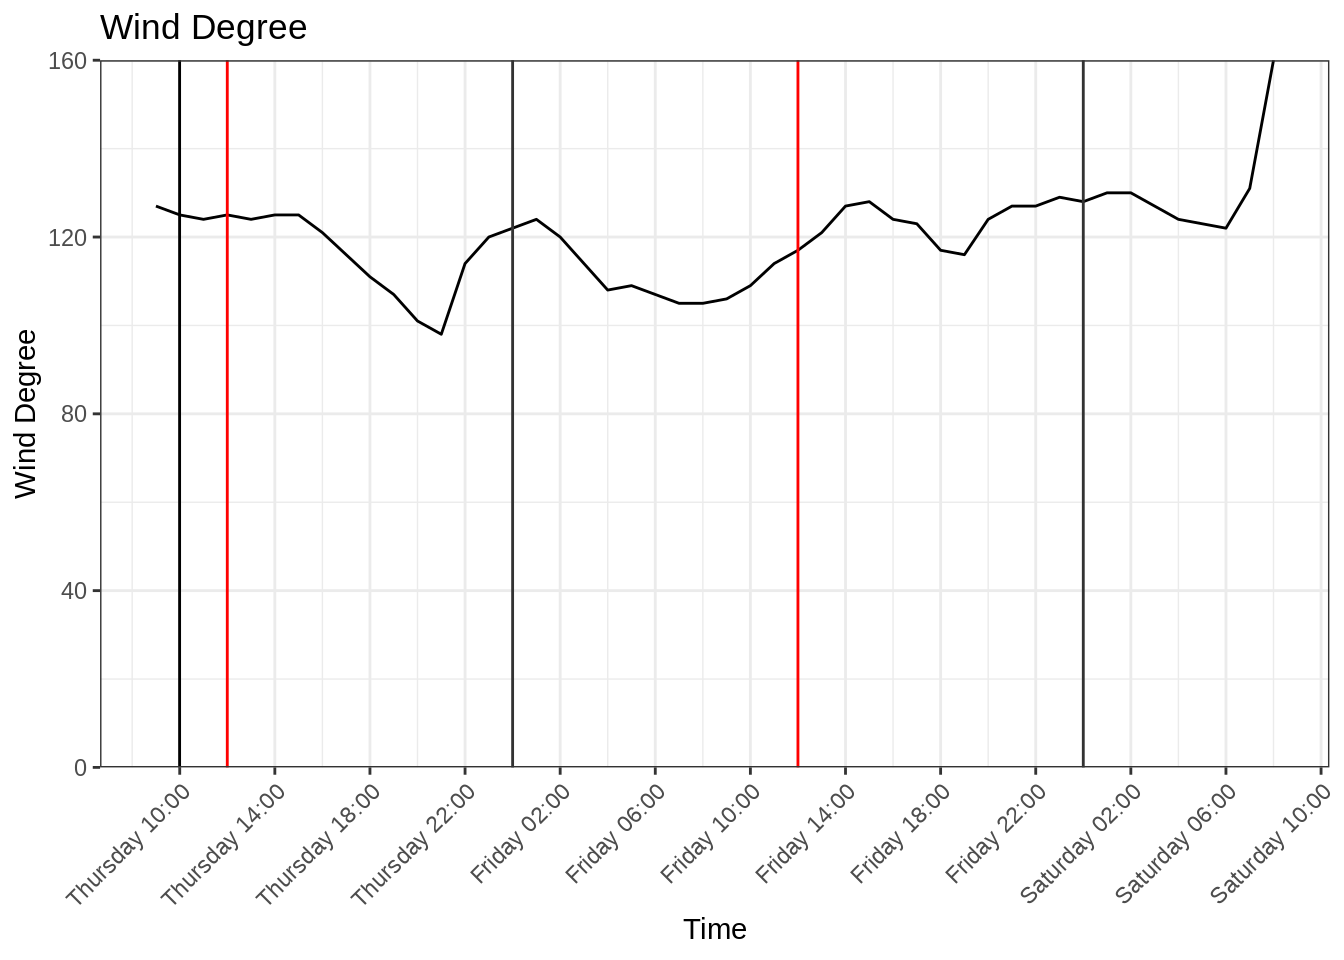 Wind Degree
160
120
80
40
0
Wind Degree
Thursday 10:00
Thursday 14:00
Thursday 18:00
Thursday 22:00
Friday 02:00
Friday 06:00
Friday 10:00
Friday 14:00
Friday 18:00
Friday 22:00
Saturday 02:00
Saturday 06:00
Saturday 10:00
Time